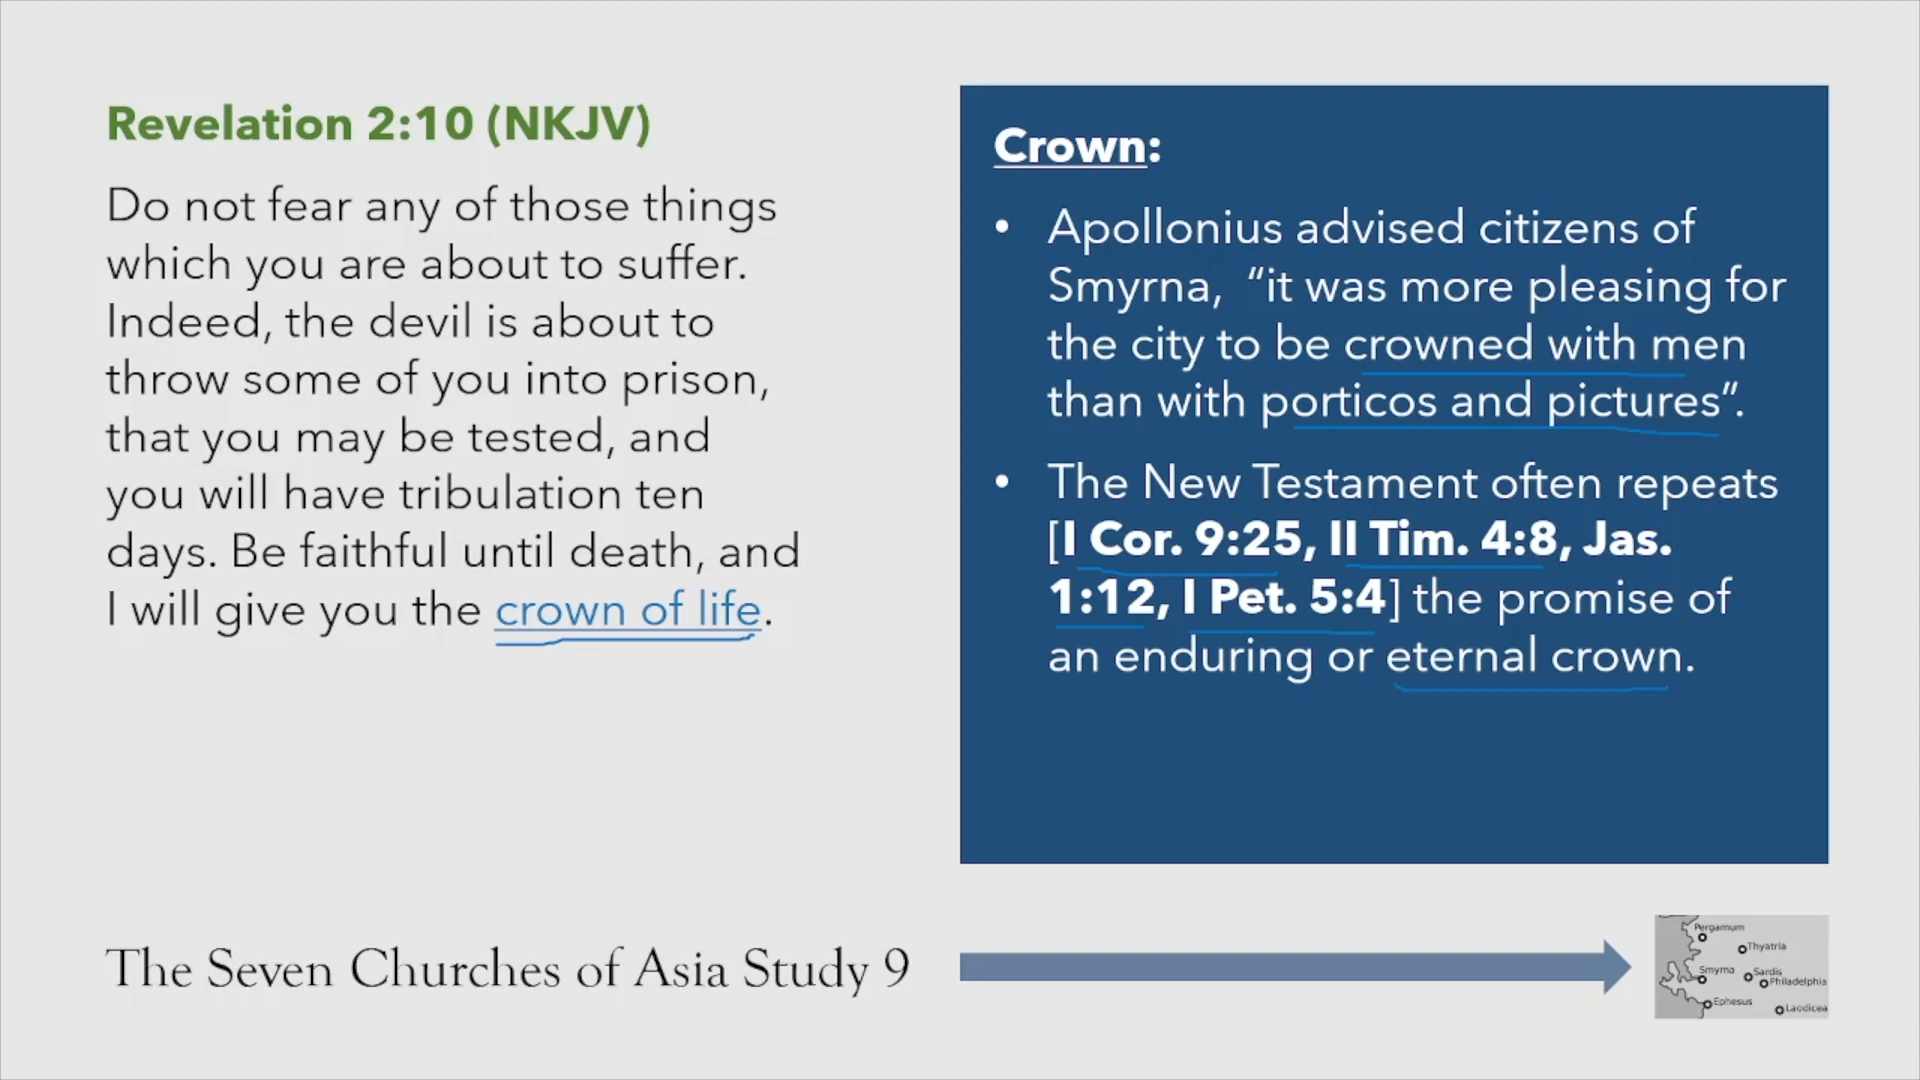 Revelation 2:10 (NKJV)
Do not fear any of those things
which you are about to suffer.
Indeed, the devil is about to
throw some of you into prison,
that you may be tested, and
you will have tribulation ten
days. Be faithful until death, and
I will give you the crown of life.
Crown:
• Apollonius advised citizens of
Smyrna, “it was more pleasing for
the city to be crowned with men
than with porticos and pictures”.
• The New Testament often repeats
[I Cor. 9:25, II Tim. 4:8, Jas.
1:12, I Pet. 5:4] the promise of
an enduring or eternal crown.
The Seven Churches of Asia Study 9
Pergamum
Thyatria
Smyrna
Sardis
Philadelphia
Ephesus
Laodicea